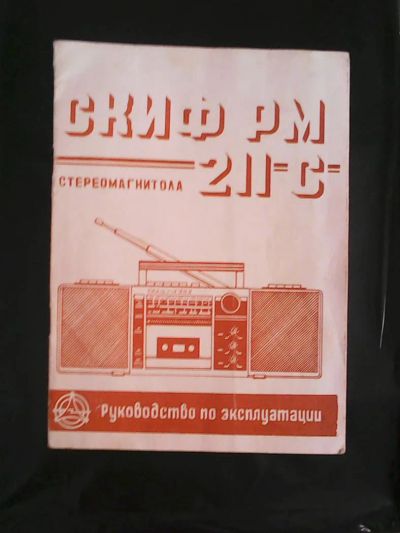 СКИФ РМ
211-С-
СТЕРЕОМАГНИТОЛА
Руководство по эксплуатации